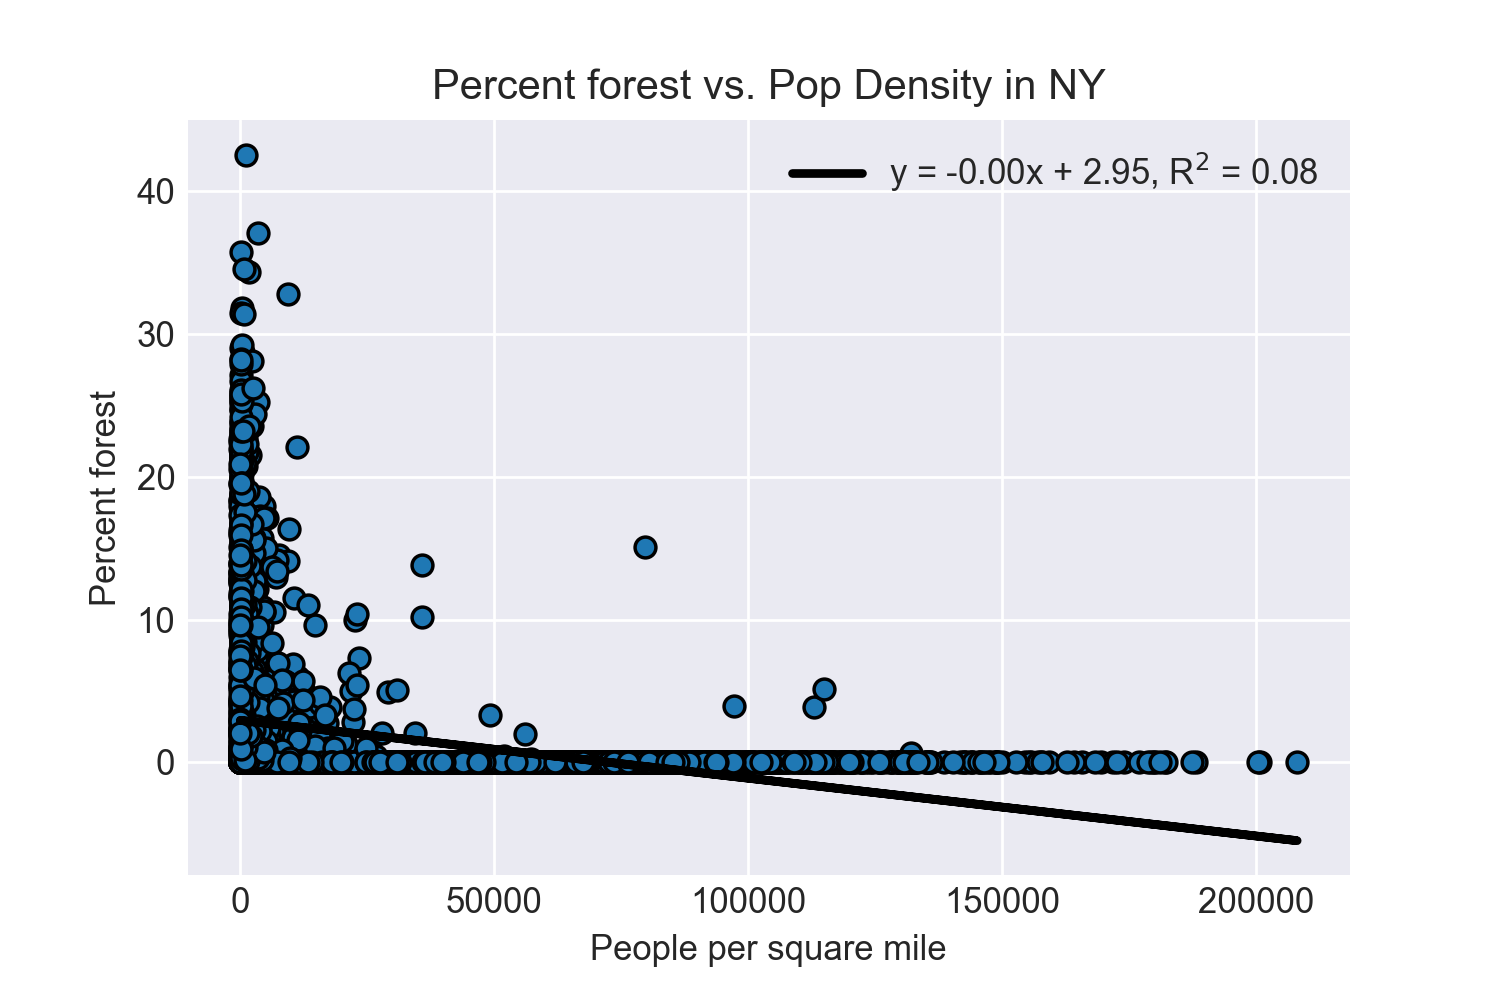 Percent forest vs. Pop Density in NY
y = -0.00x + 2.95, R² = 0.08
Percent forest
40
30
20
10
0
0 50000 100000 150000 200000
People per square mile